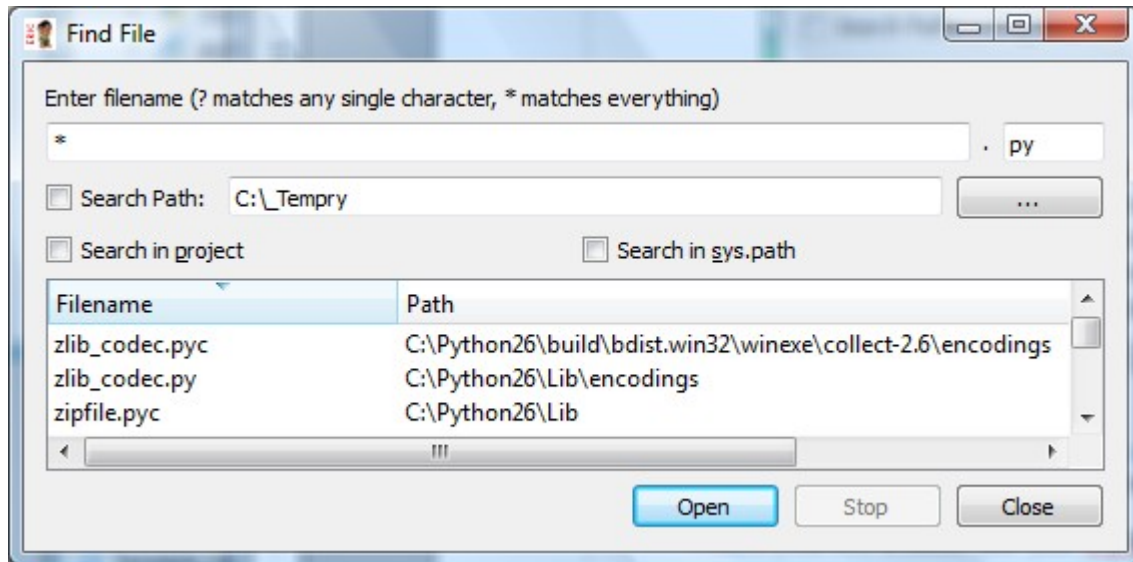 Find File
Enter filename (? matches any single character, * matches everything)
* . py
Search Path: C:\_Tempry ...
Search in project Search in sys.path
Filename Path
zlib_codec.pyc C:\Python26\build\bdist.win32\winexe\collect-2.6\encodings
zlib_codec.py C:\Python26\Lib\encodings
zipfile.pyc C:\Python26\Lib
Open Stop Close